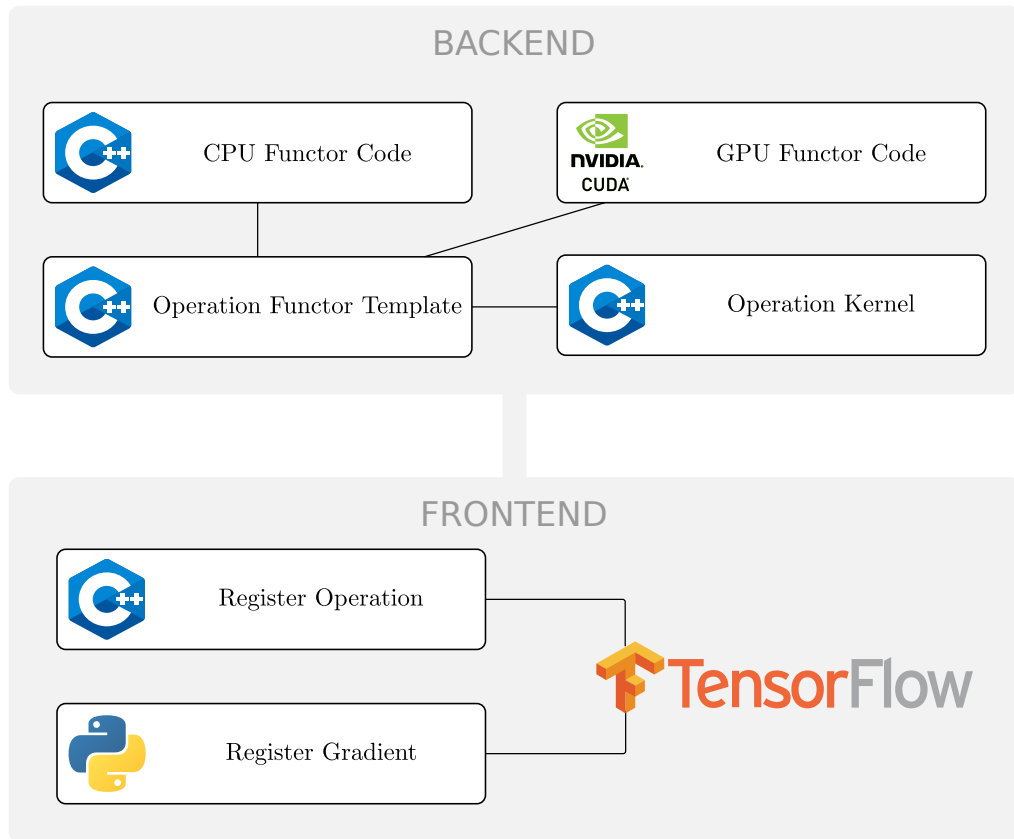 BACKEND
C++
CPU Functor Code
NVIDIA.
CUDA
GPU Functor Code
C++
Operation Functor Template
C++
Operation Kernel
FRONTEND
C++
Register Operation
TensorFlow
Register Gradient